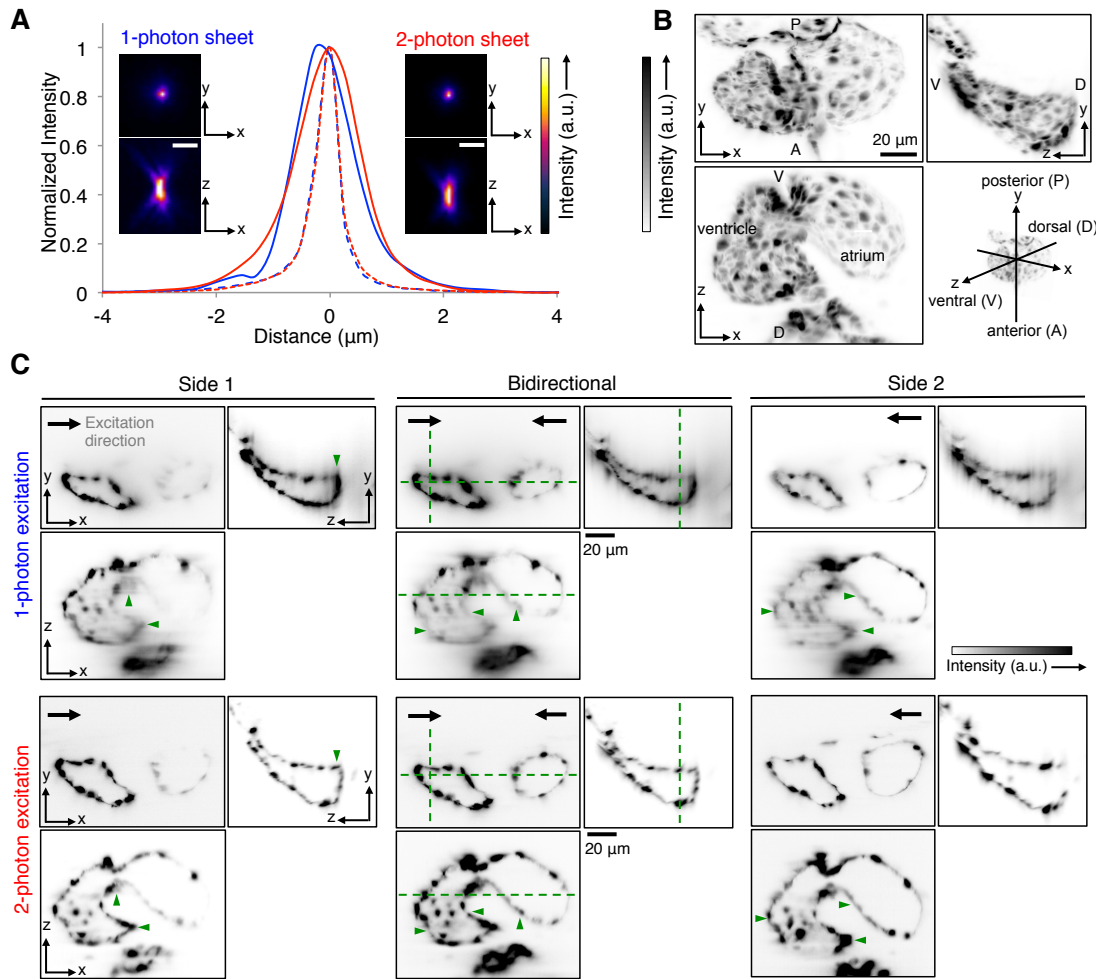 A
1-photon sheet
2-photon sheet
Normalized Intensity
1
0.8
0.6
0.4
0.2
0
-4
-2
0
2
4
Distance (µm)
y
x
z
x
y
x
z
x
Intensity (a.u.)
B
Intensity (a.u.)
P
y
x
A
20 µm
V
D
y
z
V
ventricle
atrium
z
x
D
posterior (P)
y
dorsal (D)
x
z
ventral (V)
anterior (A)
C
Side 1
Bidirectional
Side 2
1-photon excitation
Excitation
direction
y
x
y
z
20 µm
z
x
Intensity (a.u.)
2-photon excitation
y
x
y
z
20 µm
z
x